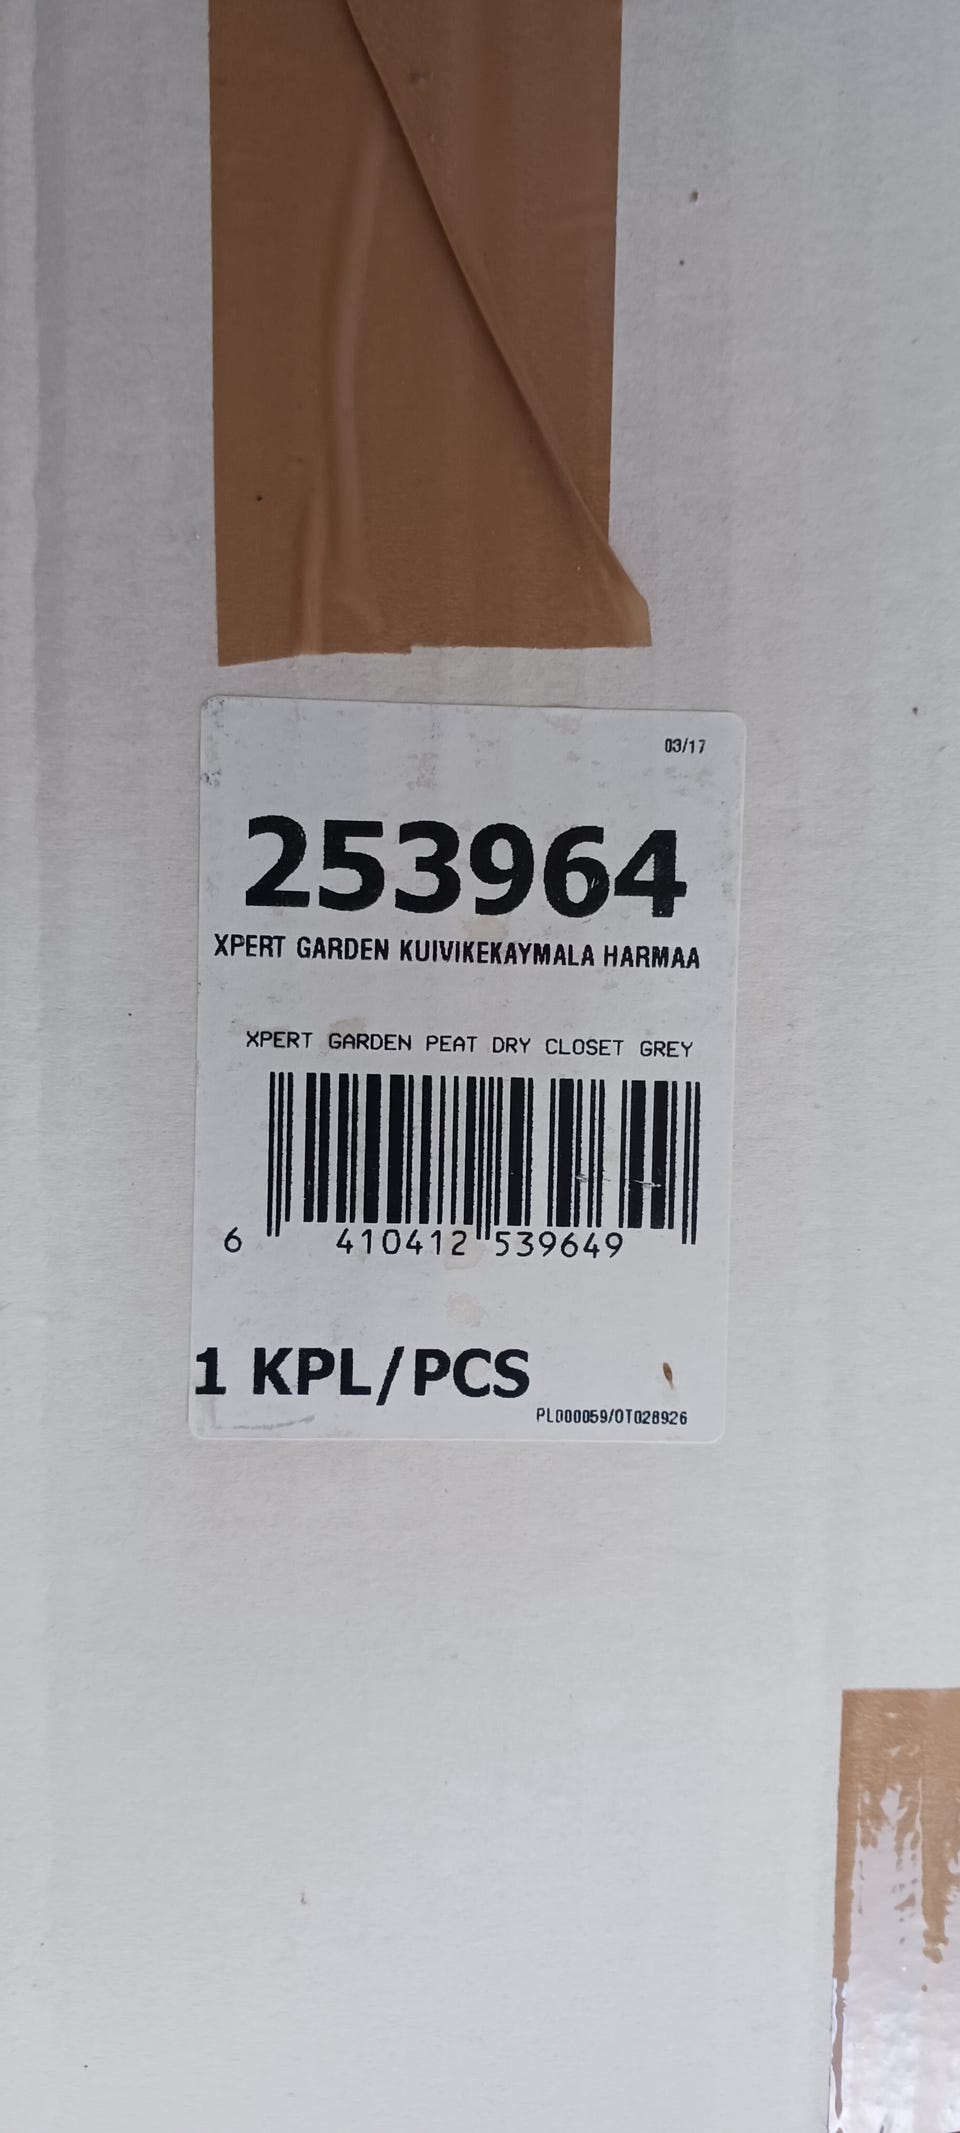 03/17
253964
XPERT GARDEN KUIVIKEKAYMALA HARMAA
XPERT GARDEN PEAT DRY CLOSET GREY
6 410412 539649
1 KPL/PCS
PL000059/OT028926